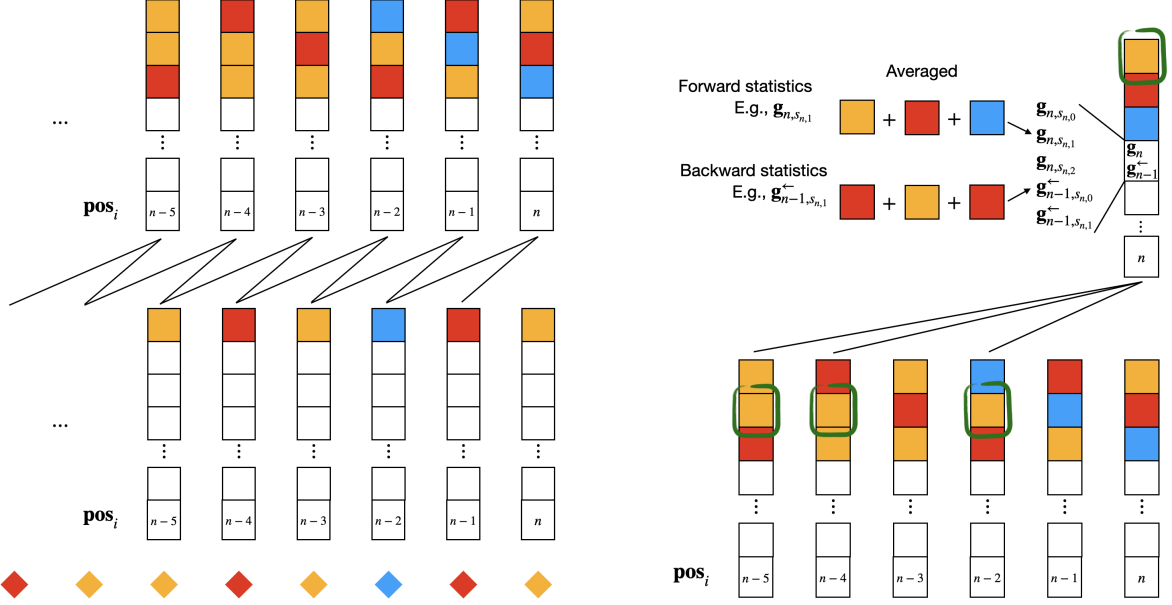 ...
pos_i
n − 5 n − 4 n − 3 n − 2 n − 1 n
...
pos_i
n − 5 n − 4 n − 3 n − 2 n − 1 n
Averaged
Forward statistics
E.g., g_{n,s_{n,1}}
+ +
Backward statistics
E.g., g^←_{n−1,s_{n,1}}
+ +
g_{n,s_{n,0}}
g_{n,s_{n,1}}
g_{n,s_{n,2}}
g^←_{n−1,s_{n,0}}
g^←_{n−1,s_{n,1}}
g_n
g^←_{n−1}
n
pos_i
n − 5 n − 4 n − 3 n − 2 n − 1 n